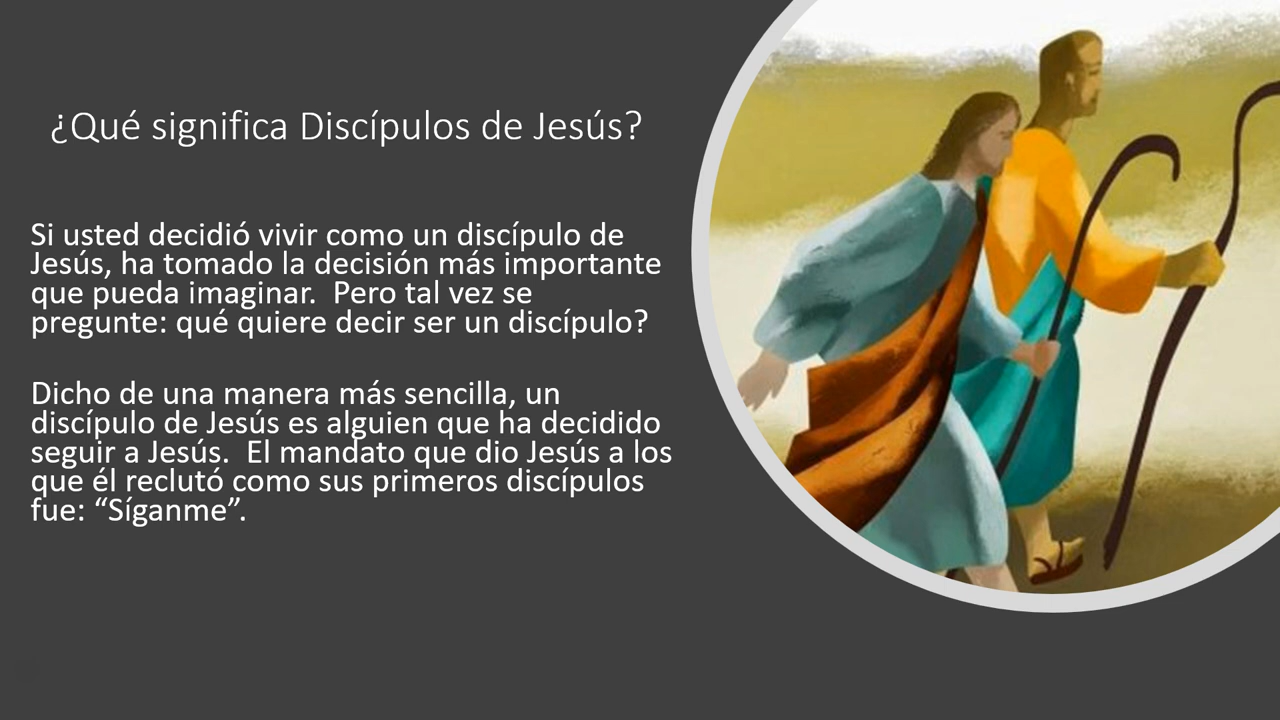 ¿Qué significa Discípulos de Jesús?
Si usted decidió vivir como un discípulo de
Jesús, ha tomado la decisión más importante
que pueda imaginar.  Pero tal vez se
pregunte: qué quiere decir ser un discípulo?
Dicho de una manera más sencilla, un
discípulo de Jesús es alguien que ha decidido
seguir a Jesús.  El mandato que dio Jesús a los
que él reclutó como sus primeros discípulos
fue: “Síganme”.